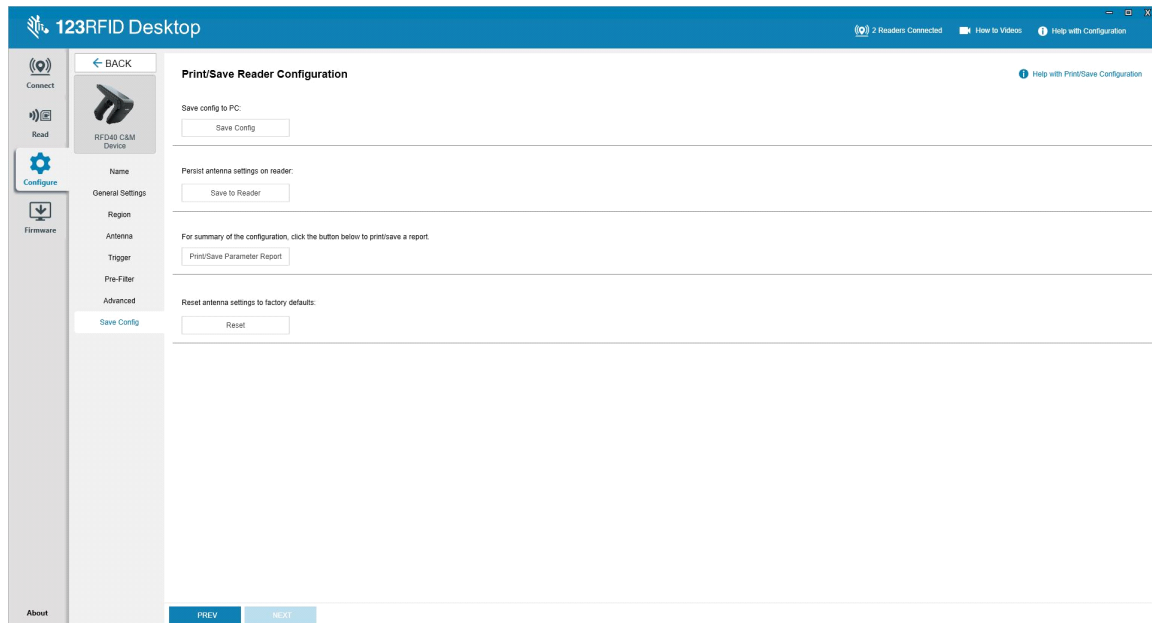 123RFID Desktop
2 Readers Connected
How to Videos
Help with Configuration
Connect
Read
Configure
Firmware
About
BACK
RFD40 C&M
Device
Name
General Settings
Region
Antenna
Trigger
Pre-Filter
Advanced
Save Config
Print/Save Reader Configuration
Help with Print/Save Configuration
Save config to PC:
Save Config
Persist antenna settings on reader:
Save to Reader
For summary of the configuration, click the button below to print/save a report.
Print/Save Parameter Report
Reset antenna settings to factory defaults:
Reset
PREV
NEXT